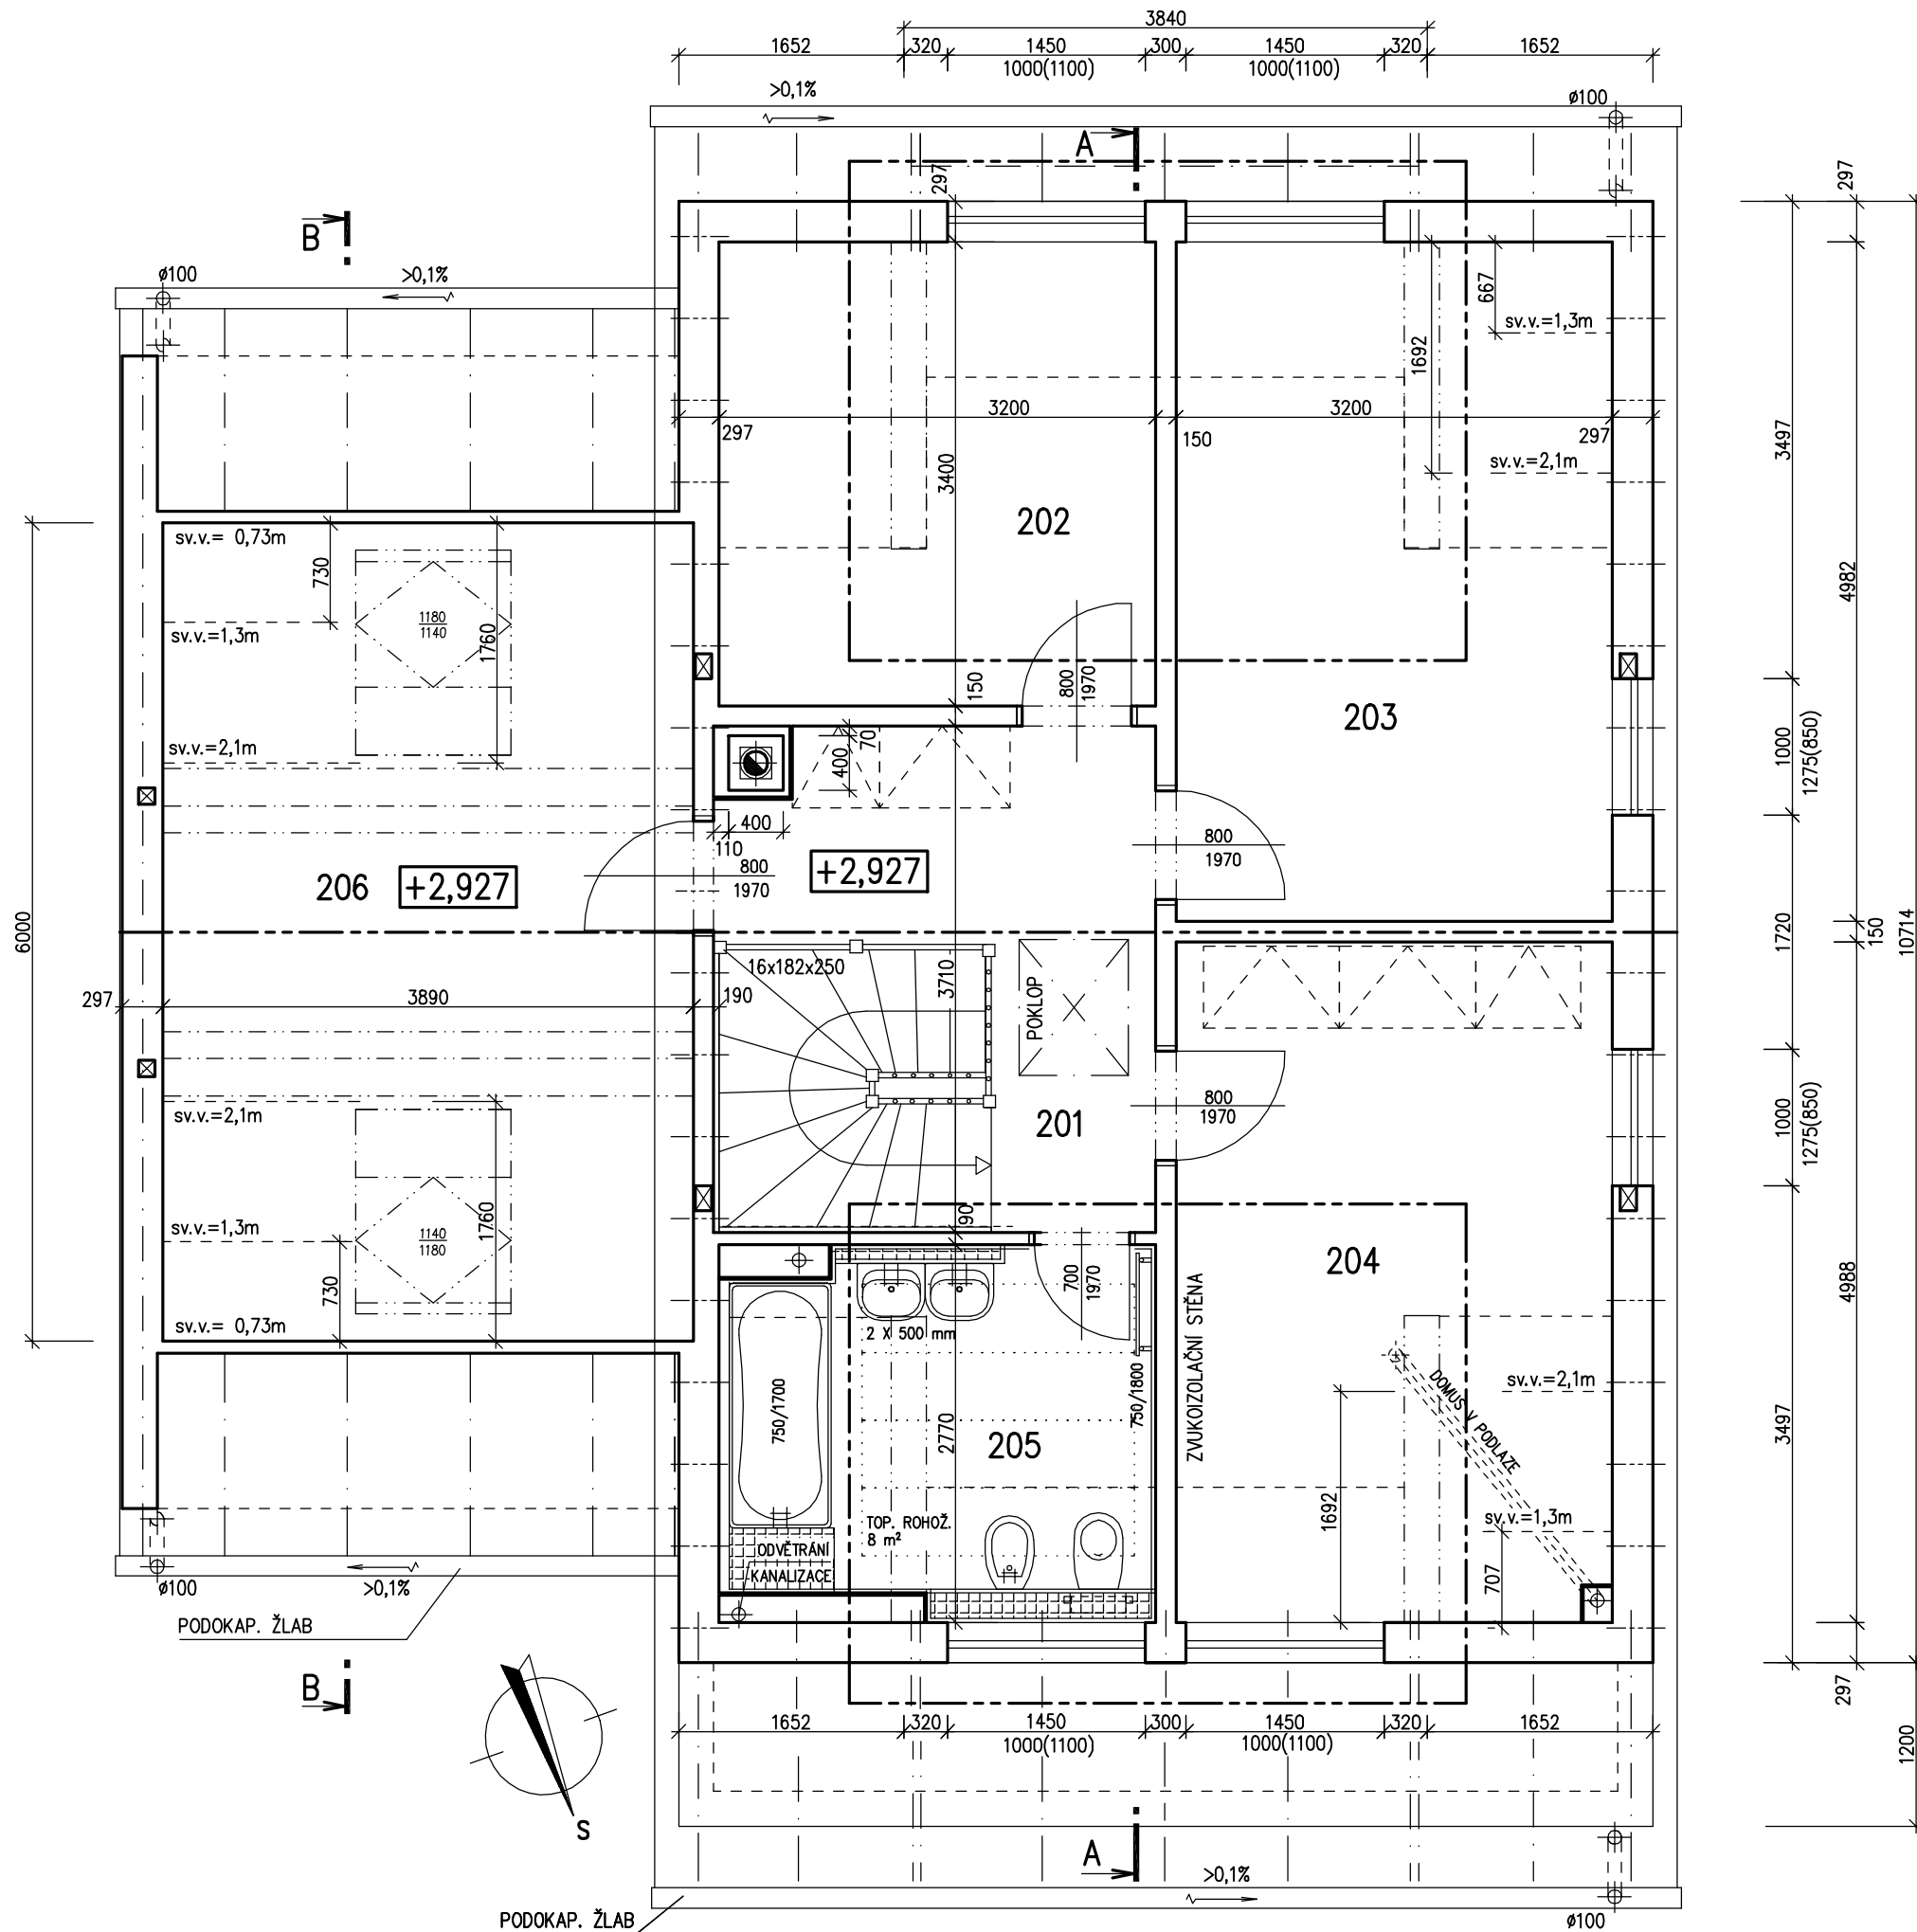 3840
1652 320 1450 300 1450 320 1652
1000(1100) 1000(1100)
>0,1%
ø100
A
297
297
B
ø100
>0,1%
667
sv.v.=1,3m
1692
3200 3200
297 150 297
3497
sv.v.=2,1m
3400
202
sv.v.= 0,73m
730
1180
1140
sv.v.=1,3m
1760
4982
150
800
1970
203
sv.v.=2,1m
70
400
1000
1275(850)
400
110
800
1970
800
1970
206
+2,927
+2,927
6000
1720
150
10714
16x182x250
3710
POKLOP
297 3890 190
sv.v.=2,1m
201
800
1970
1000
1275(850)
1760
90
sv.v.=1,3m
1140
1180
204
730
700
1970
4988
sv.v.= 0,73m
2 X 500 mm
ZVUKOIZOLAČNÍ STĚNA
750/1700
750/1800
DOMUS V PODLAZE
sv.v.=2,1m
2770
205
3497
1692
sv.v.=1,3m
TOP. ROHOŽ.
8 m²
ODVĚTRÁNÍ
KANALIZACE
707
ø100
>0,1%
PODOKAP. ŽLAB
B
297
1652 320 1450 300 1450 320 1652
1000(1100) 1000(1100)
1200
S
A
>0,1%
PODOKAP. ŽLAB
ø100